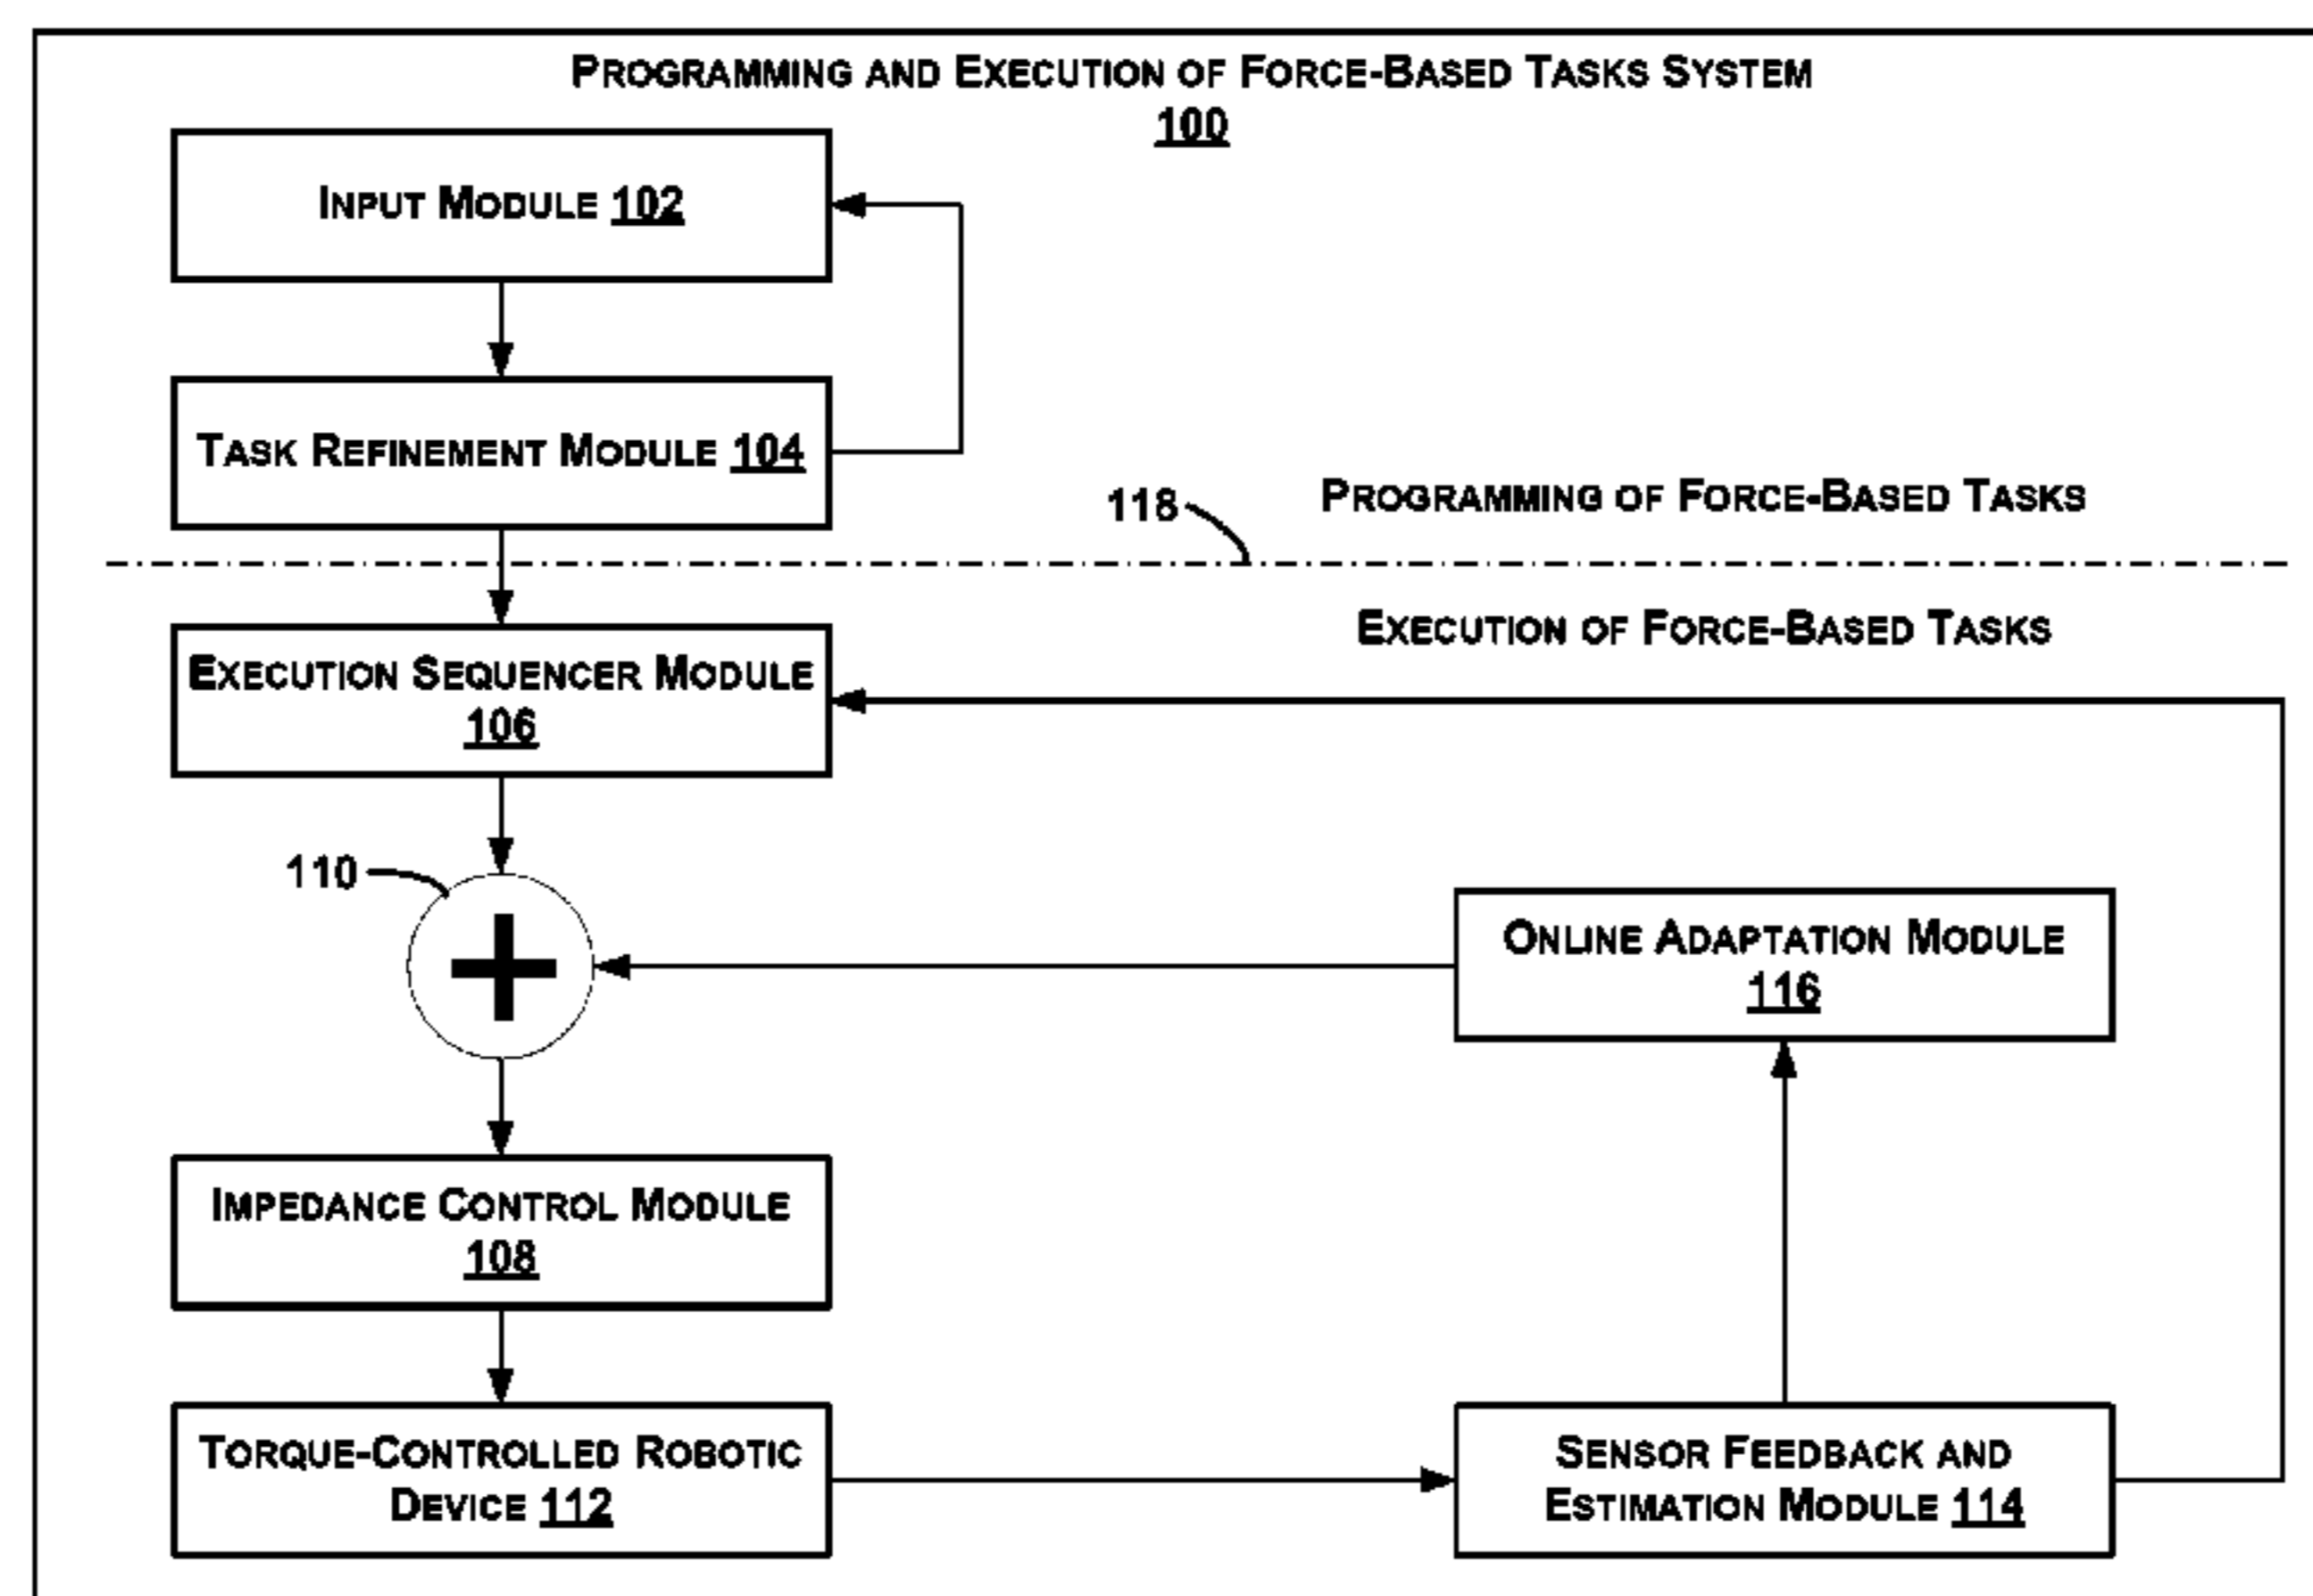 PROGRAMMING AND EXECUTION OF FORCE-BASED TASKS SYSTEM
100
INPUT MODULE 102
TASK REFINEMENT MODULE 104
118
PROGRAMMING OF FORCE-BASED TASKS
EXECUTION OF FORCE-BASED TASKS
EXECUTION SEQUENCER MODULE
106
110
+
ONLINE ADAPTATION MODULE
116
IMPEDANCE CONTROL MODULE
108
TORQUE-CONTROLLED ROBOTIC
DEVICE 112
SENSOR FEEDBACK AND
ESTIMATION MODULE 114